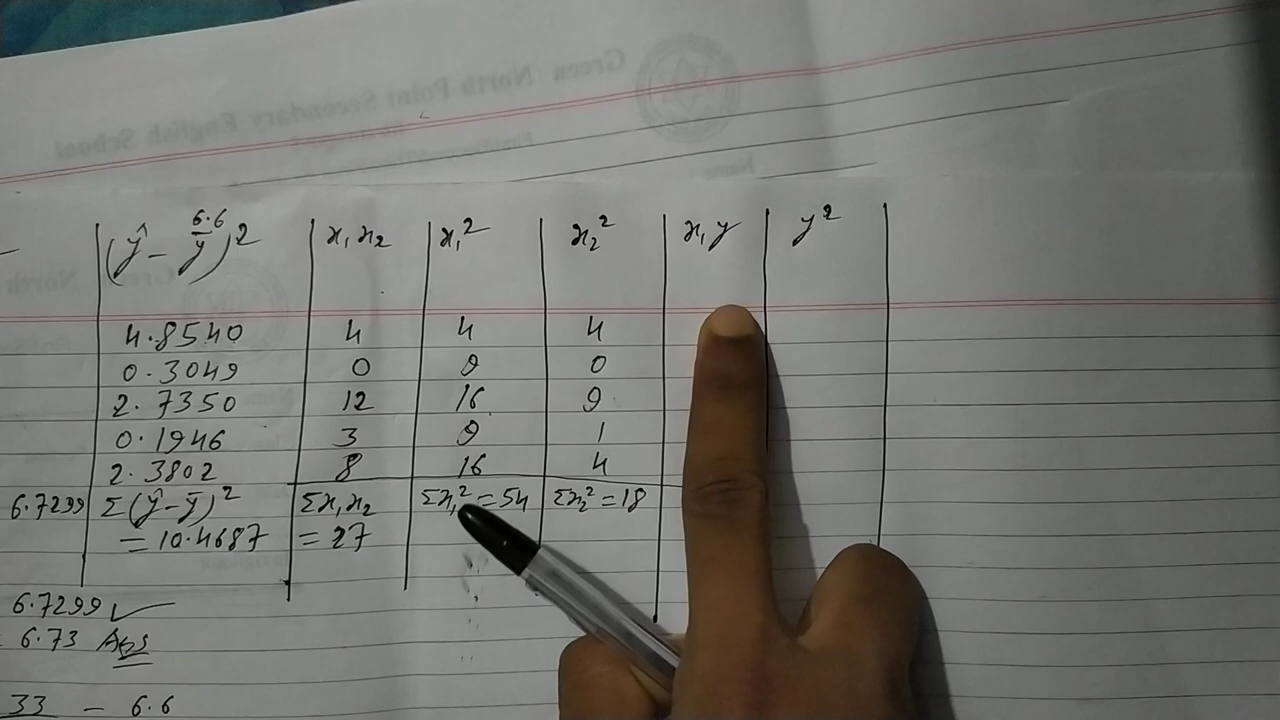 (ŷ - ȳ)² 6.6 x₁x₂ x₁² x₂² x₁y y²
4.8540 4 4 4
0.3049 0 9 0
2.7350 12 16 9
0.1946 3 9 1
2.3802 8 16 4
6.7299 Σ(ŷ-ȳ)² Σx₁x₂ Σx₁²=54 Σx₂²=18
=10.4687 =27
6.7299 ✓
6.73 Ans
33 - 6.6